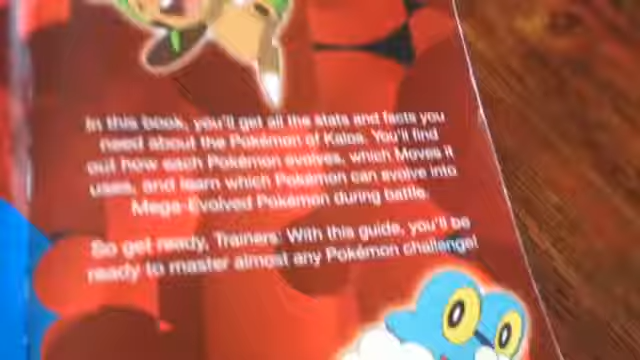 In this book, you'll get all the stats and facts you
need about the Pokémon of Kalos. You'll find
out how each Pokémon evolves, which Moves it
uses, and learn which Pokémon can evolve into
Mega-Evolved Pokémon during battle.
So get ready, Trainers: With this guide, you'll be
ready to master almost any Pokémon challenge!